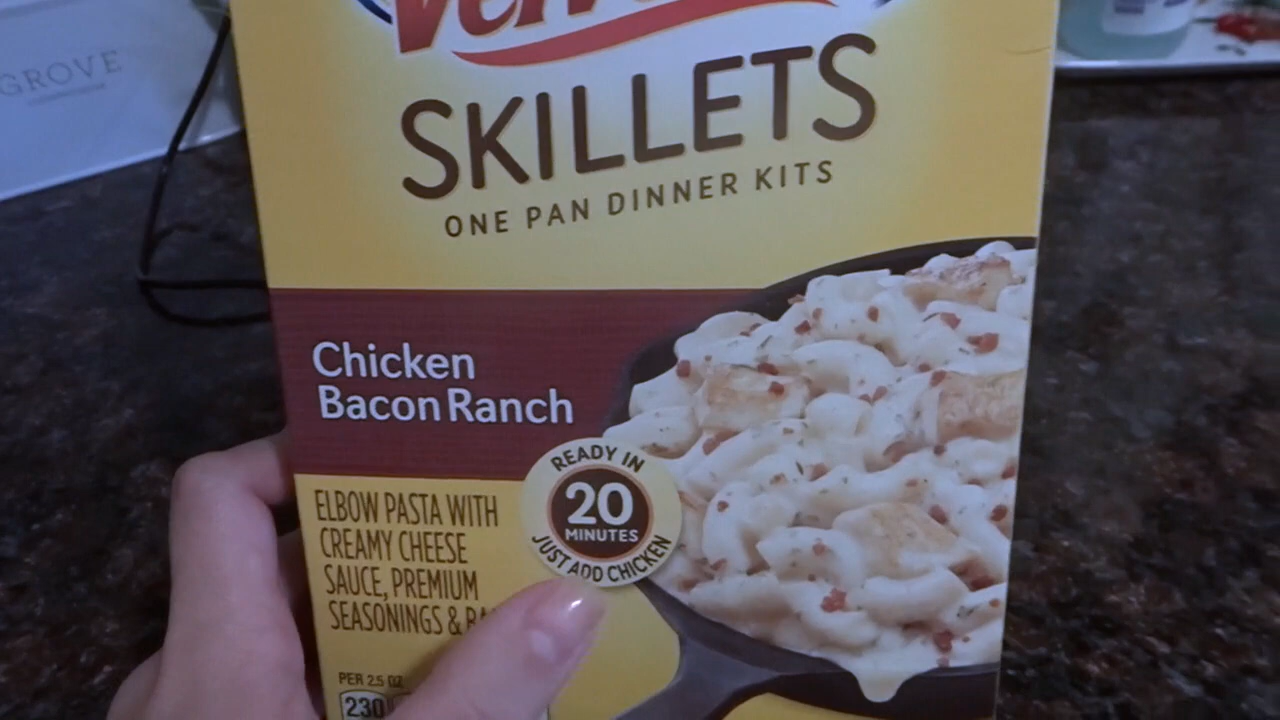 GROVE
SKILLETS
ONE PAN DINNER KITS
Chicken
Bacon Ranch
READY IN
20
MINUTES
JUST ADD CHICKEN
ELBOW PASTA WITH
CREAMY CHEESE
SAUCE, PREMIUM
SEASONINGS &
PER 2.5 OZ
230